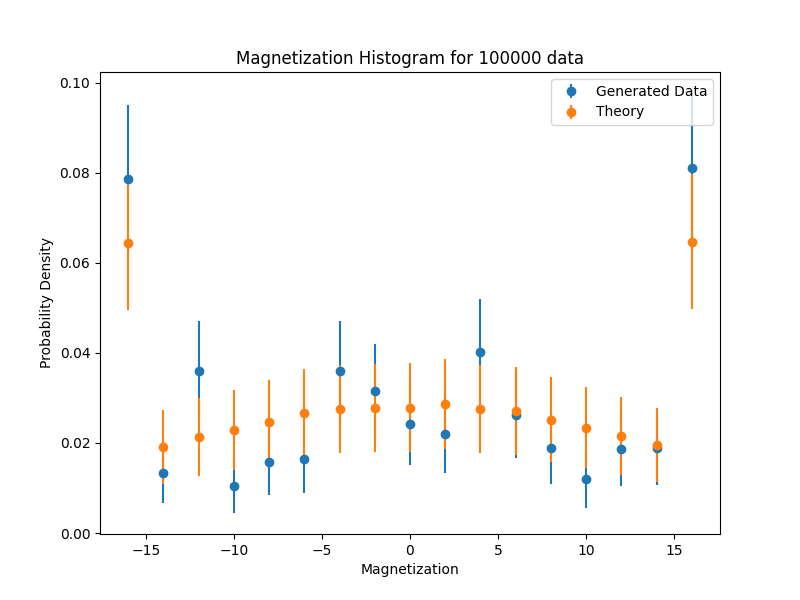 Magnetization Histogram for 100000 data
Generated Data
Theory
Probability Density
0.10
0.08
0.06
0.04
0.02
0.00
−15
−10
−5
0
5
10
15
Magnetization